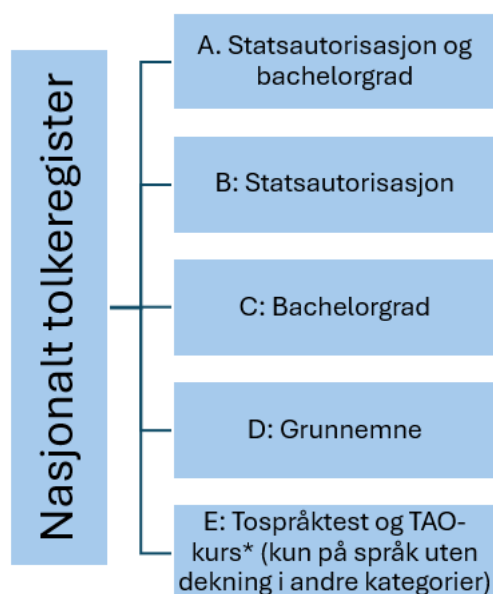 Nasjonalt tolkeregister
A. Statsautorisasjon og
bachelorgrad
B: Statsautorisasjon
C: Bachelorgrad
D: Grunnemne
E: Tospråktest og TAO-
kurs* (kun på språk uten
dekning i andre kategorier)